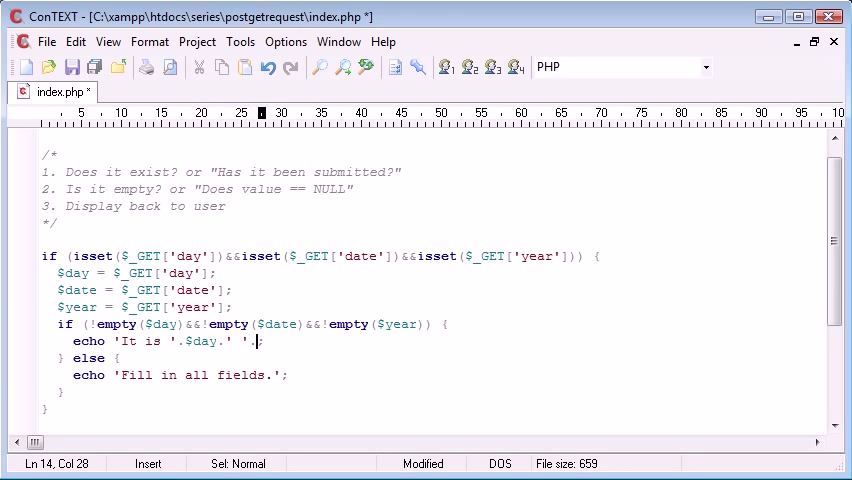 ConTEXT - [C:\xampp\htdocs\series\postgetrequest\index.php *]
File Edit View Format Project Tools Options Window Help
1 2 3 4 PHP
index.php *
5 10 15 20 25 30 35 40 45 50 55 60 65 70 75 80 85 90 95 100
/*
1. Does it exist? or "Has it been submitted?"
2. Is it empty? or "Does value == NULL"
3. Display back to user
*/
if (isset($_GET['day'])&&isset($_GET['date'])&&isset($_GET['year'])) {
$day = $_GET['day'];
$date = $_GET['date'];
$year = $_GET['year'];
if (!empty($day)&&!empty($date)&&!empty($year)) {
echo 'It is '.$day.' '.;
} else {
echo 'Fill in all fields.';
}
}
Ln 14, Col 28 Insert Sel: Normal Modified DOS File size: 659